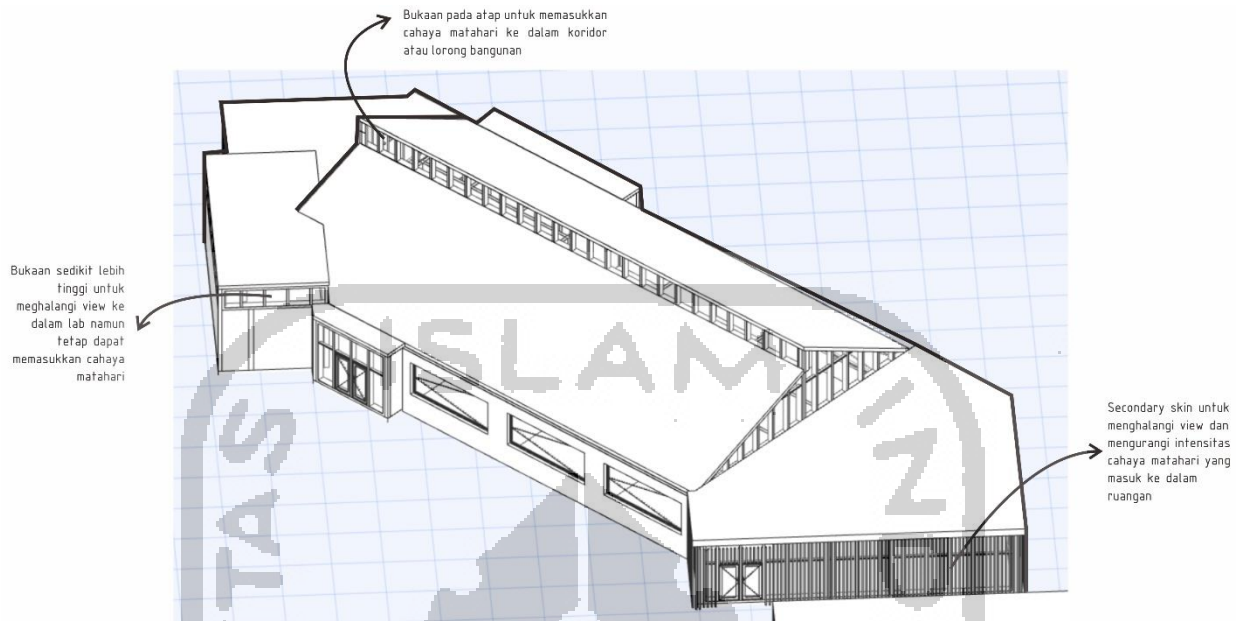 Bukaan pada atap untuk memasukkan
cahaya matahari ke dalam koridor
atau lorong bangunan
Bukaan sedikit lebih
tinggi untuk
meghalangi view ke
dalam lab namun
tetap dapat
memasukkan cahaya
matahari
Secondary skin untuk
menghalangi view dan
mengurangi intensitas
cahaya matahari yang
masuk ke dalam
ruangan
ISLAM